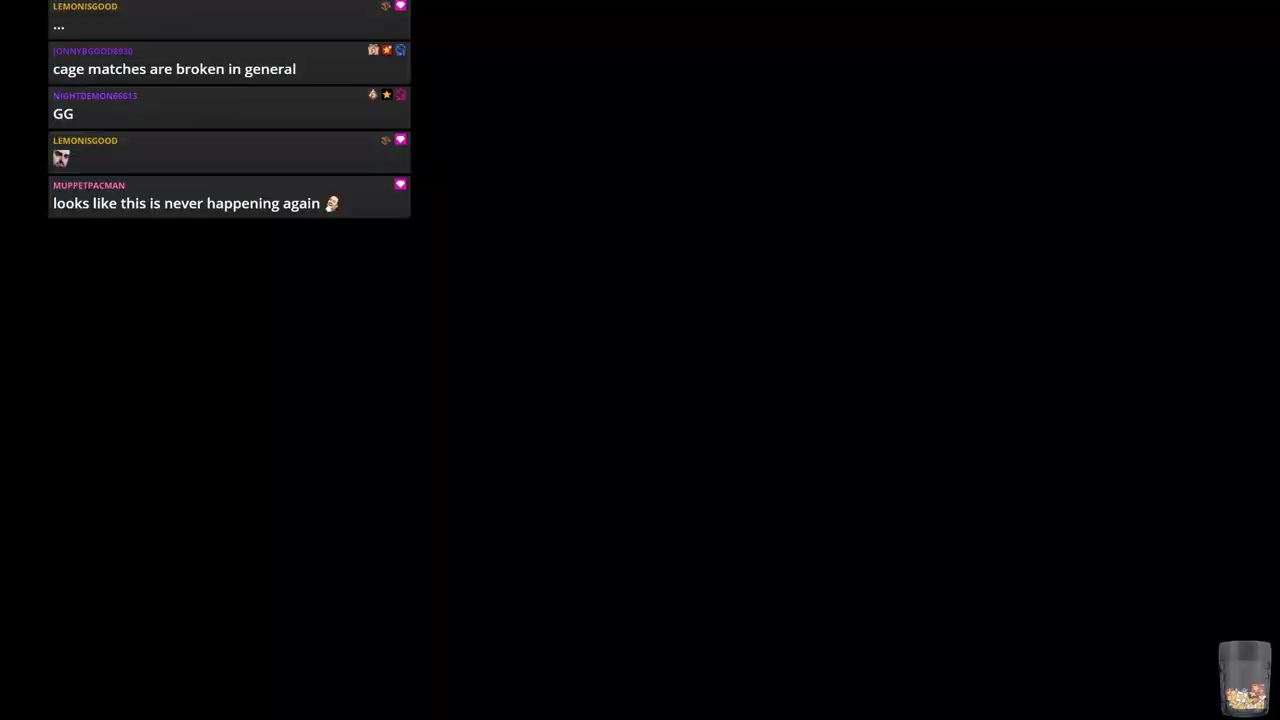 LEMONISGOOD
...
JONNYBGOOD8930
cage matches are broken in general
NIGHTDEMON66613
GG
LEMONISGOOD
MUPPETPACMAN
looks like this is never happening again